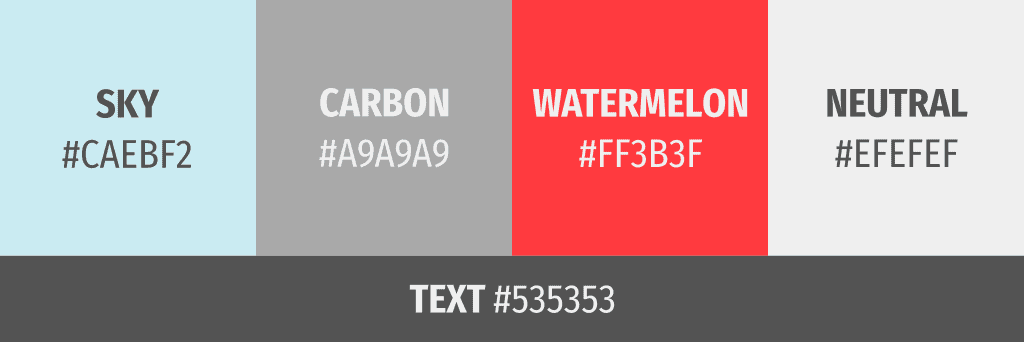 SKY
#CAEBF2
CARBON
#A9A9A9
WATERMELON
#FF3B3F
NEUTRAL
#EFEFEF
TEXT #535353